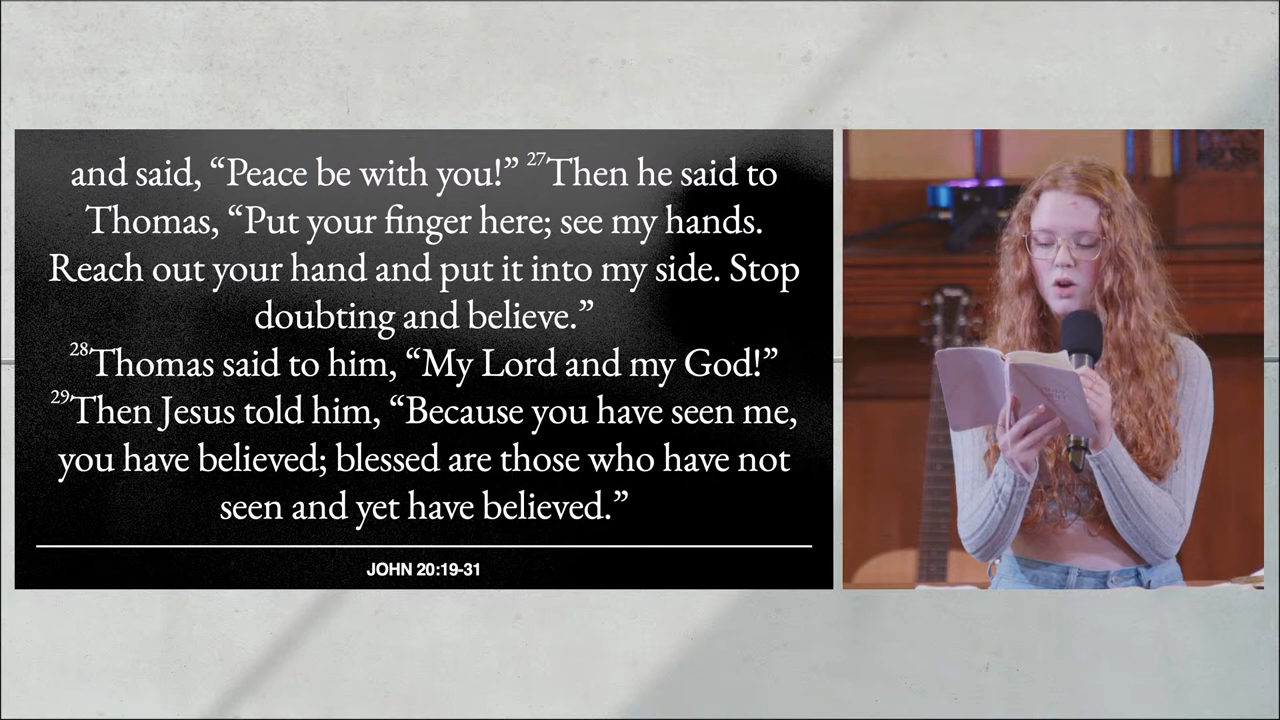 and said, “Peace be with you!” 27Then he said to
Thomas, “Put your finger here; see my hands.
Reach out your hand and put it into my side. Stop
doubting and believe.”
28Thomas said to him, “My Lord and my God!”
29Then Jesus told him, “Because you have seen me,
you have believed; blessed are those who have not
seen and yet have believed.”
JOHN 20:19-31